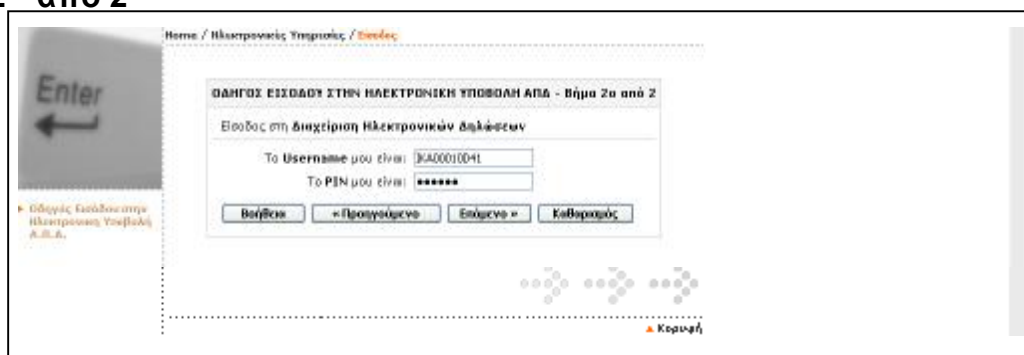 από 2
Home / Ηλεκτρονικές Υπηρεσίες / Είσοδος
Enter
ΟΔΗΓΟΣ ΕΙΣΟΔΟΥ ΣΤΗΝ ΗΛΕΚΤΡΟΝΙΚΗ ΥΠΟΒΟΛΗ ΑΠΔ - Βήμα 2ο από 2
Είσοδος στη Διαχείριση Ηλεκτρονικών Δηλώσεων
Το Username μου είναι: IKA00010041
Το PIN μου είναι: ●●●●●●
Βοήθεια « Προηγούμενο Επόμενο » Καθαρισμός
Οδηγός Εισόδου στην
Ηλεκτρονική Υποβολή
Α.Π.Δ.
Κορυφή